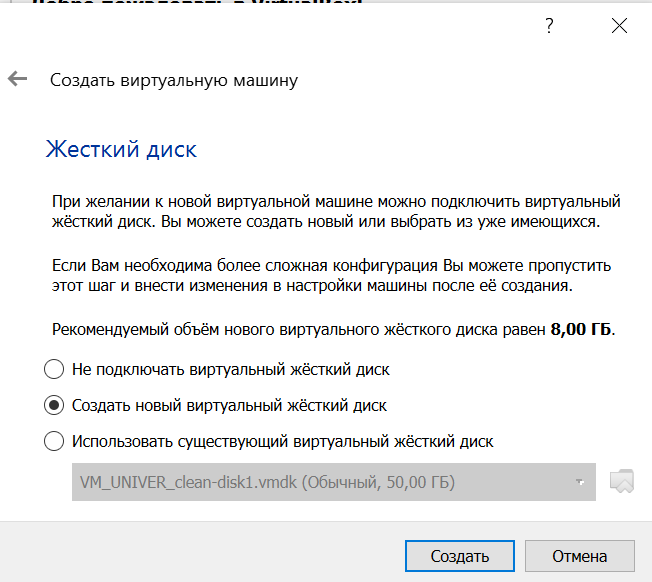 Добро пожаловать в VirtualBox!
?
Создать виртуальную машину
Жесткий диск
При желании к новой виртуальной машине можно подключить виртуальный
жёсткий диск. Вы можете создать новый или выбрать из уже имеющихся.
Если Вам необходима более сложная конфигурация Вы можете пропустить
этот шаг и внести изменения в настройки машины после её создания.
Рекомендуемый объём нового виртуального жёсткого диска равен 8,00 ГБ.
Не подключать виртуальный жёсткий диск
Создать новый виртуальный жёсткий диск
Использовать существующий виртуальный жёсткий диск
VM_UNIVER_clean-disk1.vmdk (Обычный, 50,00 ГБ)
Создать
Отмена